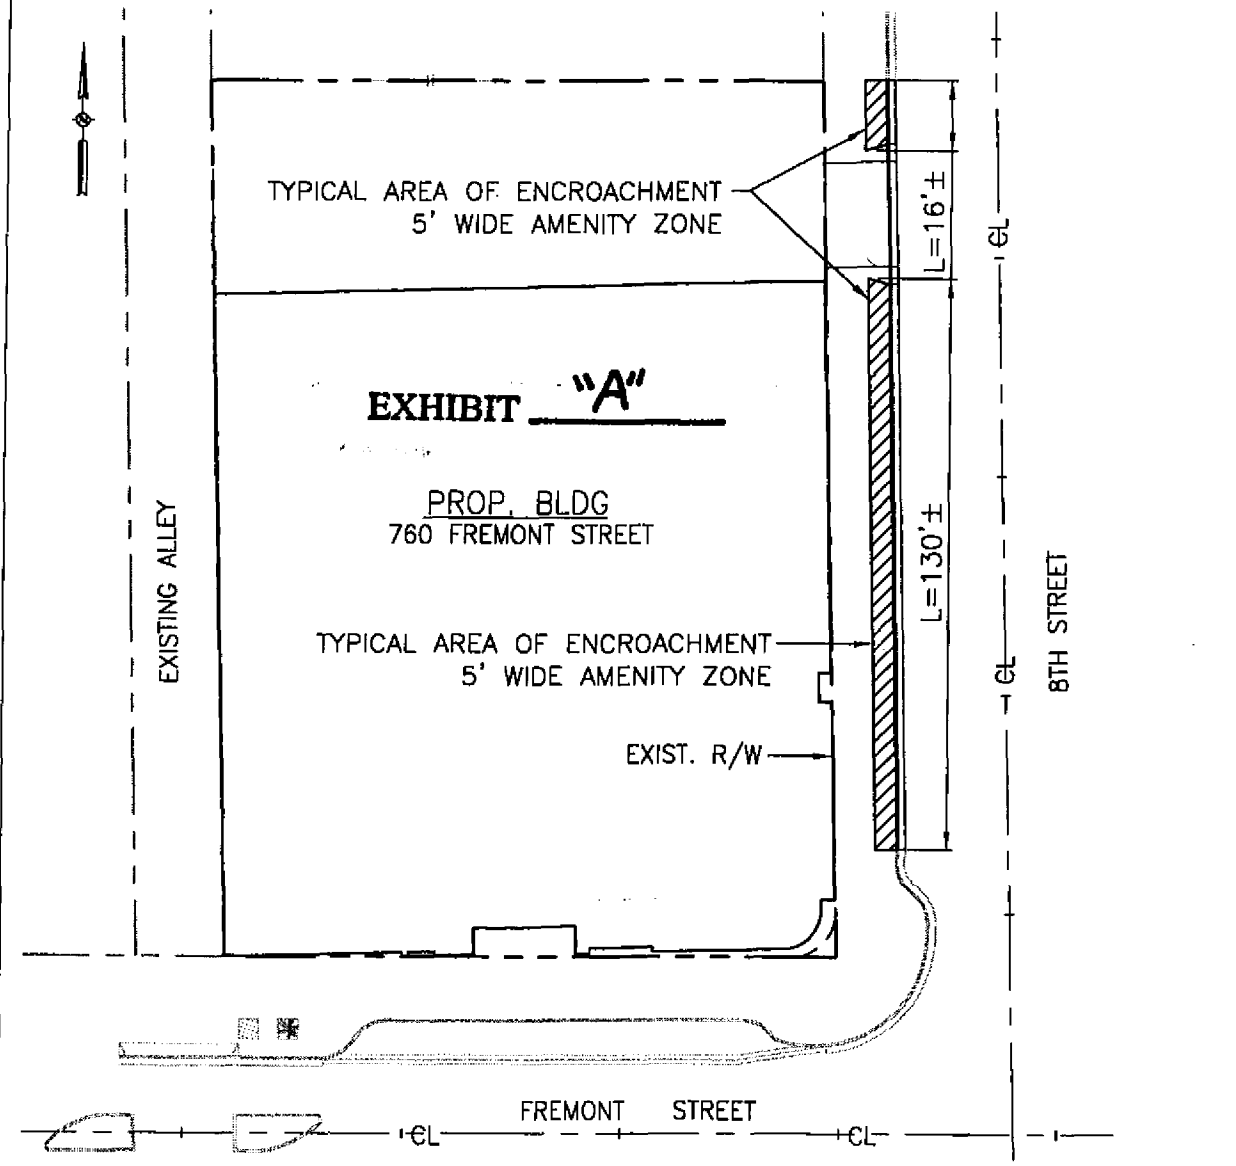 TYPICAL AREA OF ENCROACHMENT
5' WIDE AMENITY ZONE
L=16'±
CL
EXHIBIT "A"
PROP. BLDG
760 FREMONT STREET
EXISTING ALLEY
L=130'±
8TH STREET
TYPICAL AREA OF ENCROACHMENT
5' WIDE AMENITY ZONE
CL
EXIST. R/W
FREMONT STREET
CL
CL